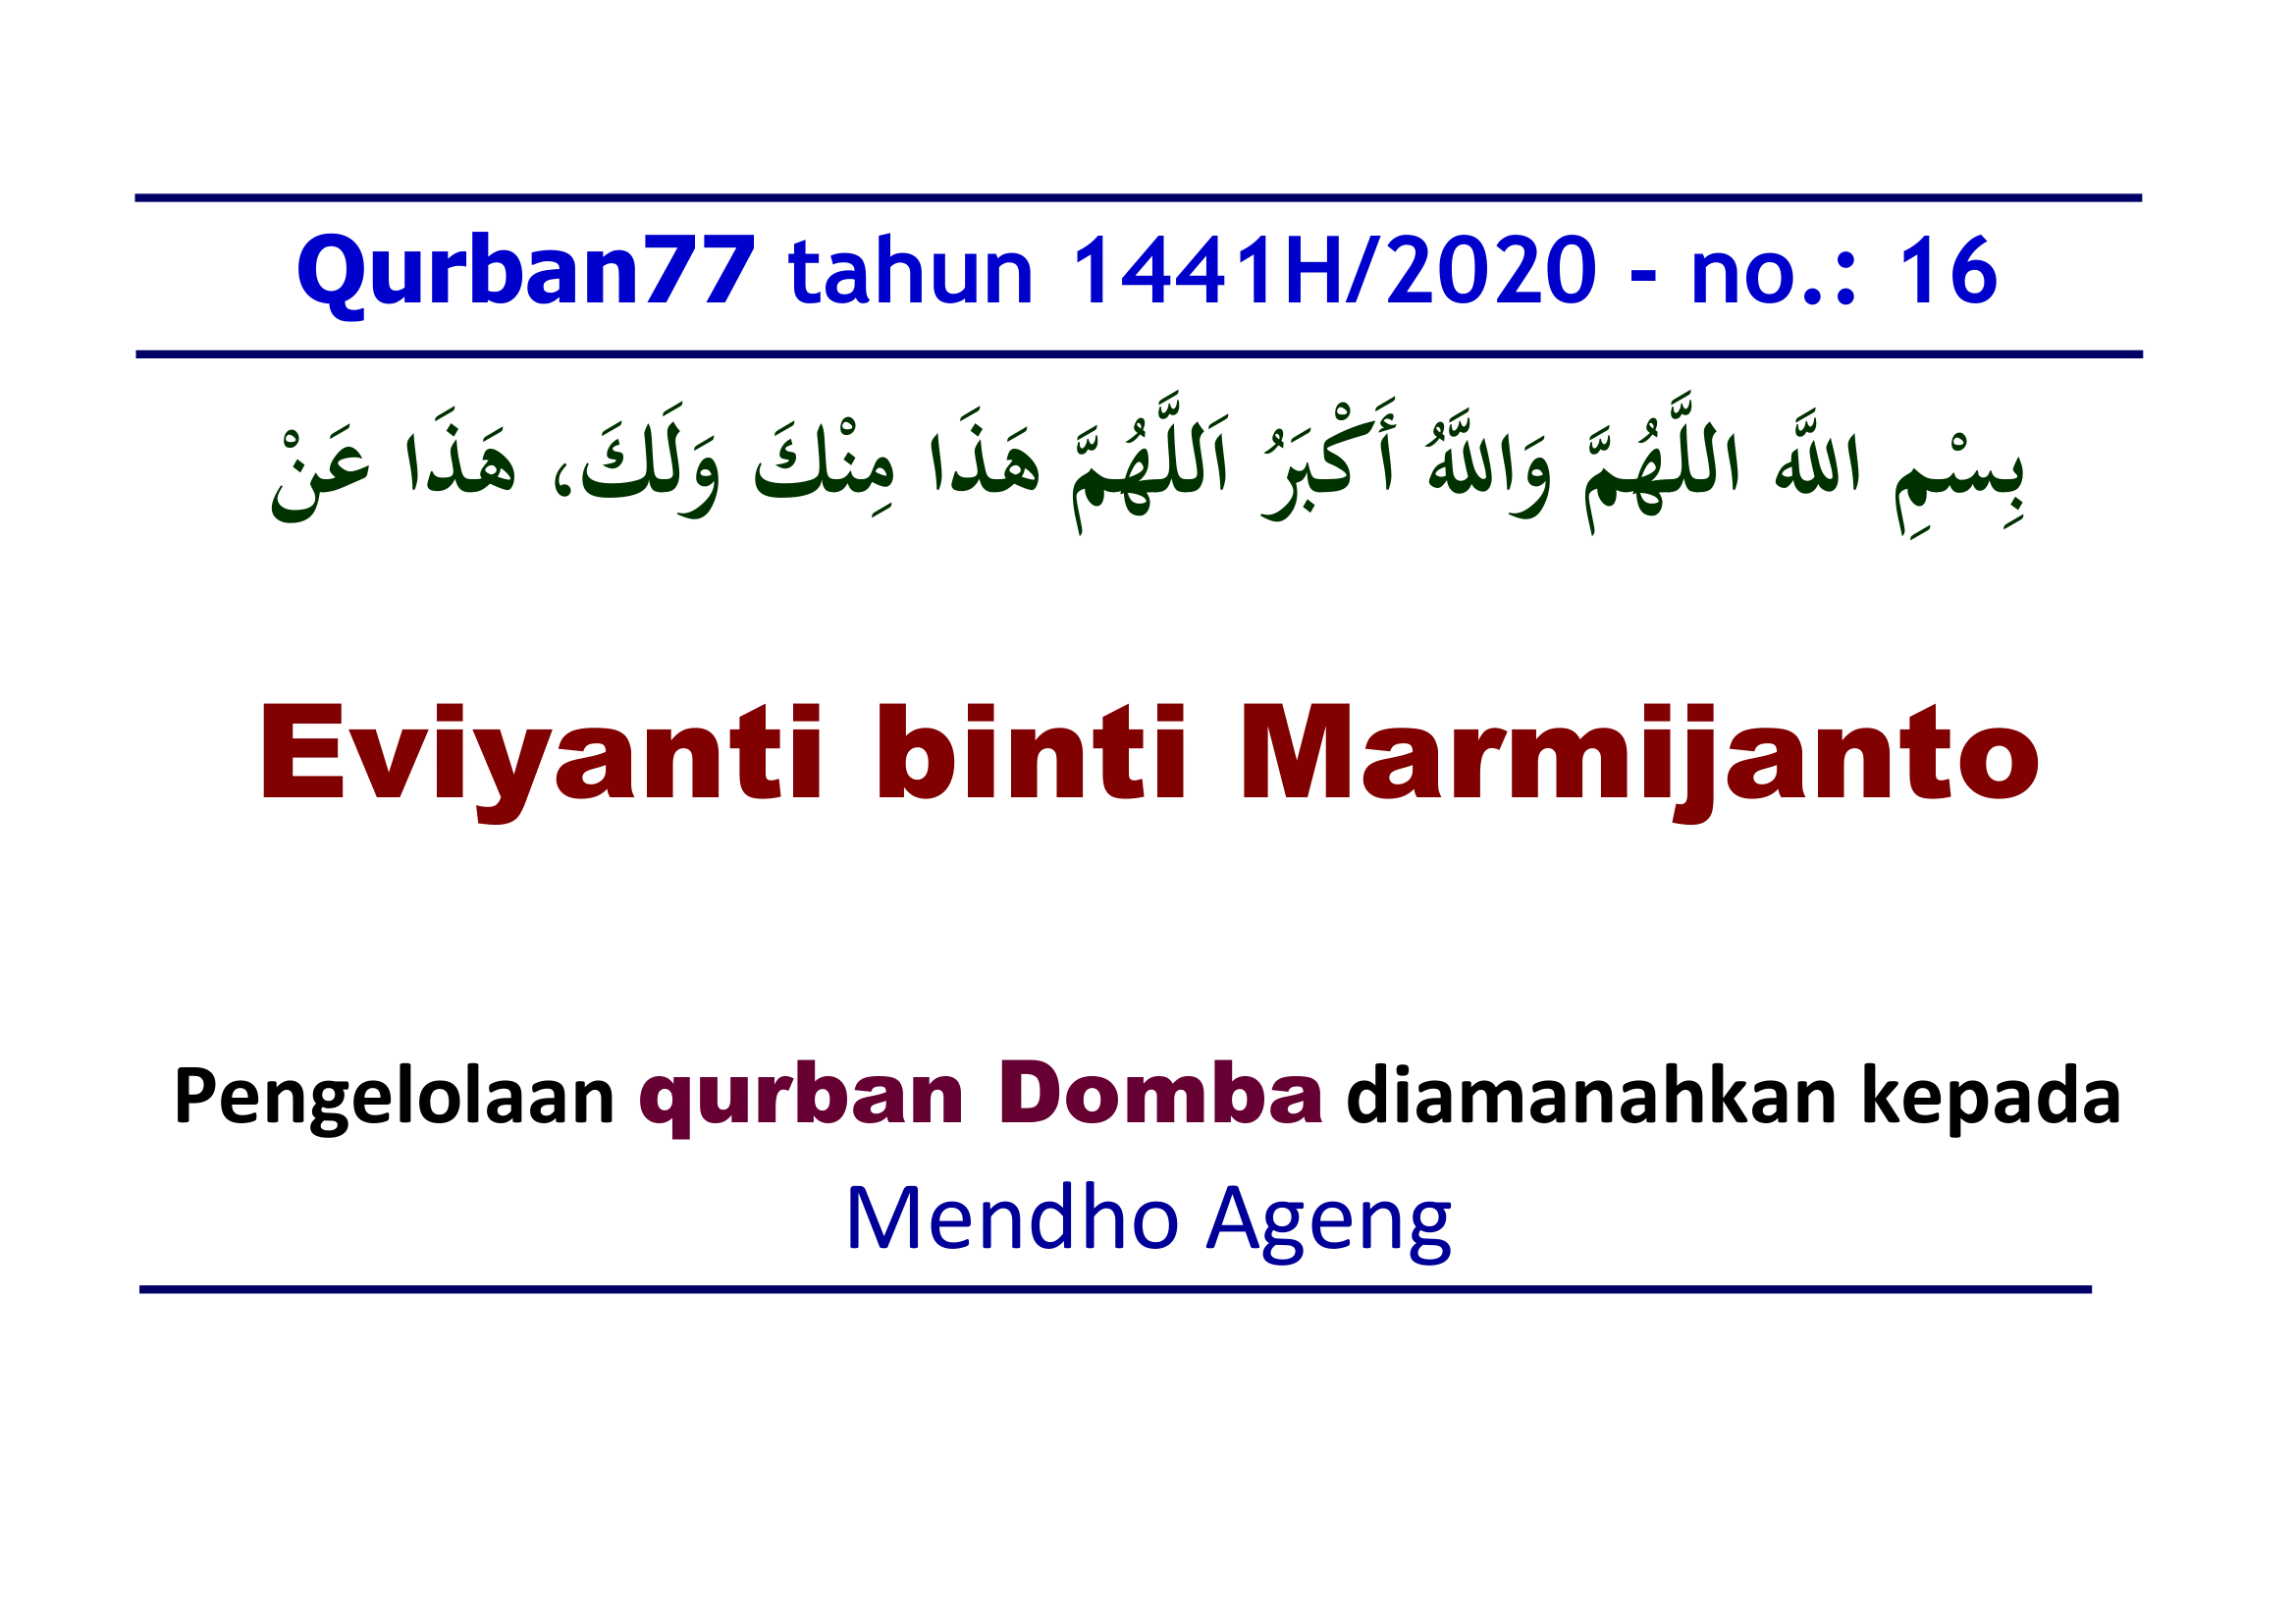 Qurban77 tahun 1441H/2020 - no.: 16
بِسْمِ اللَّه اللَّهُمَّ وَاللَّهُ أَكْبَرُ اَللَّهُمَّ هَنَدَا مِنْكَ وَلَكَ، هَذَا عَنْ
Eviyanti binti Marmijanto
Pengelolaan qurban Domba diamanahkan kepada
Mendho Ageng